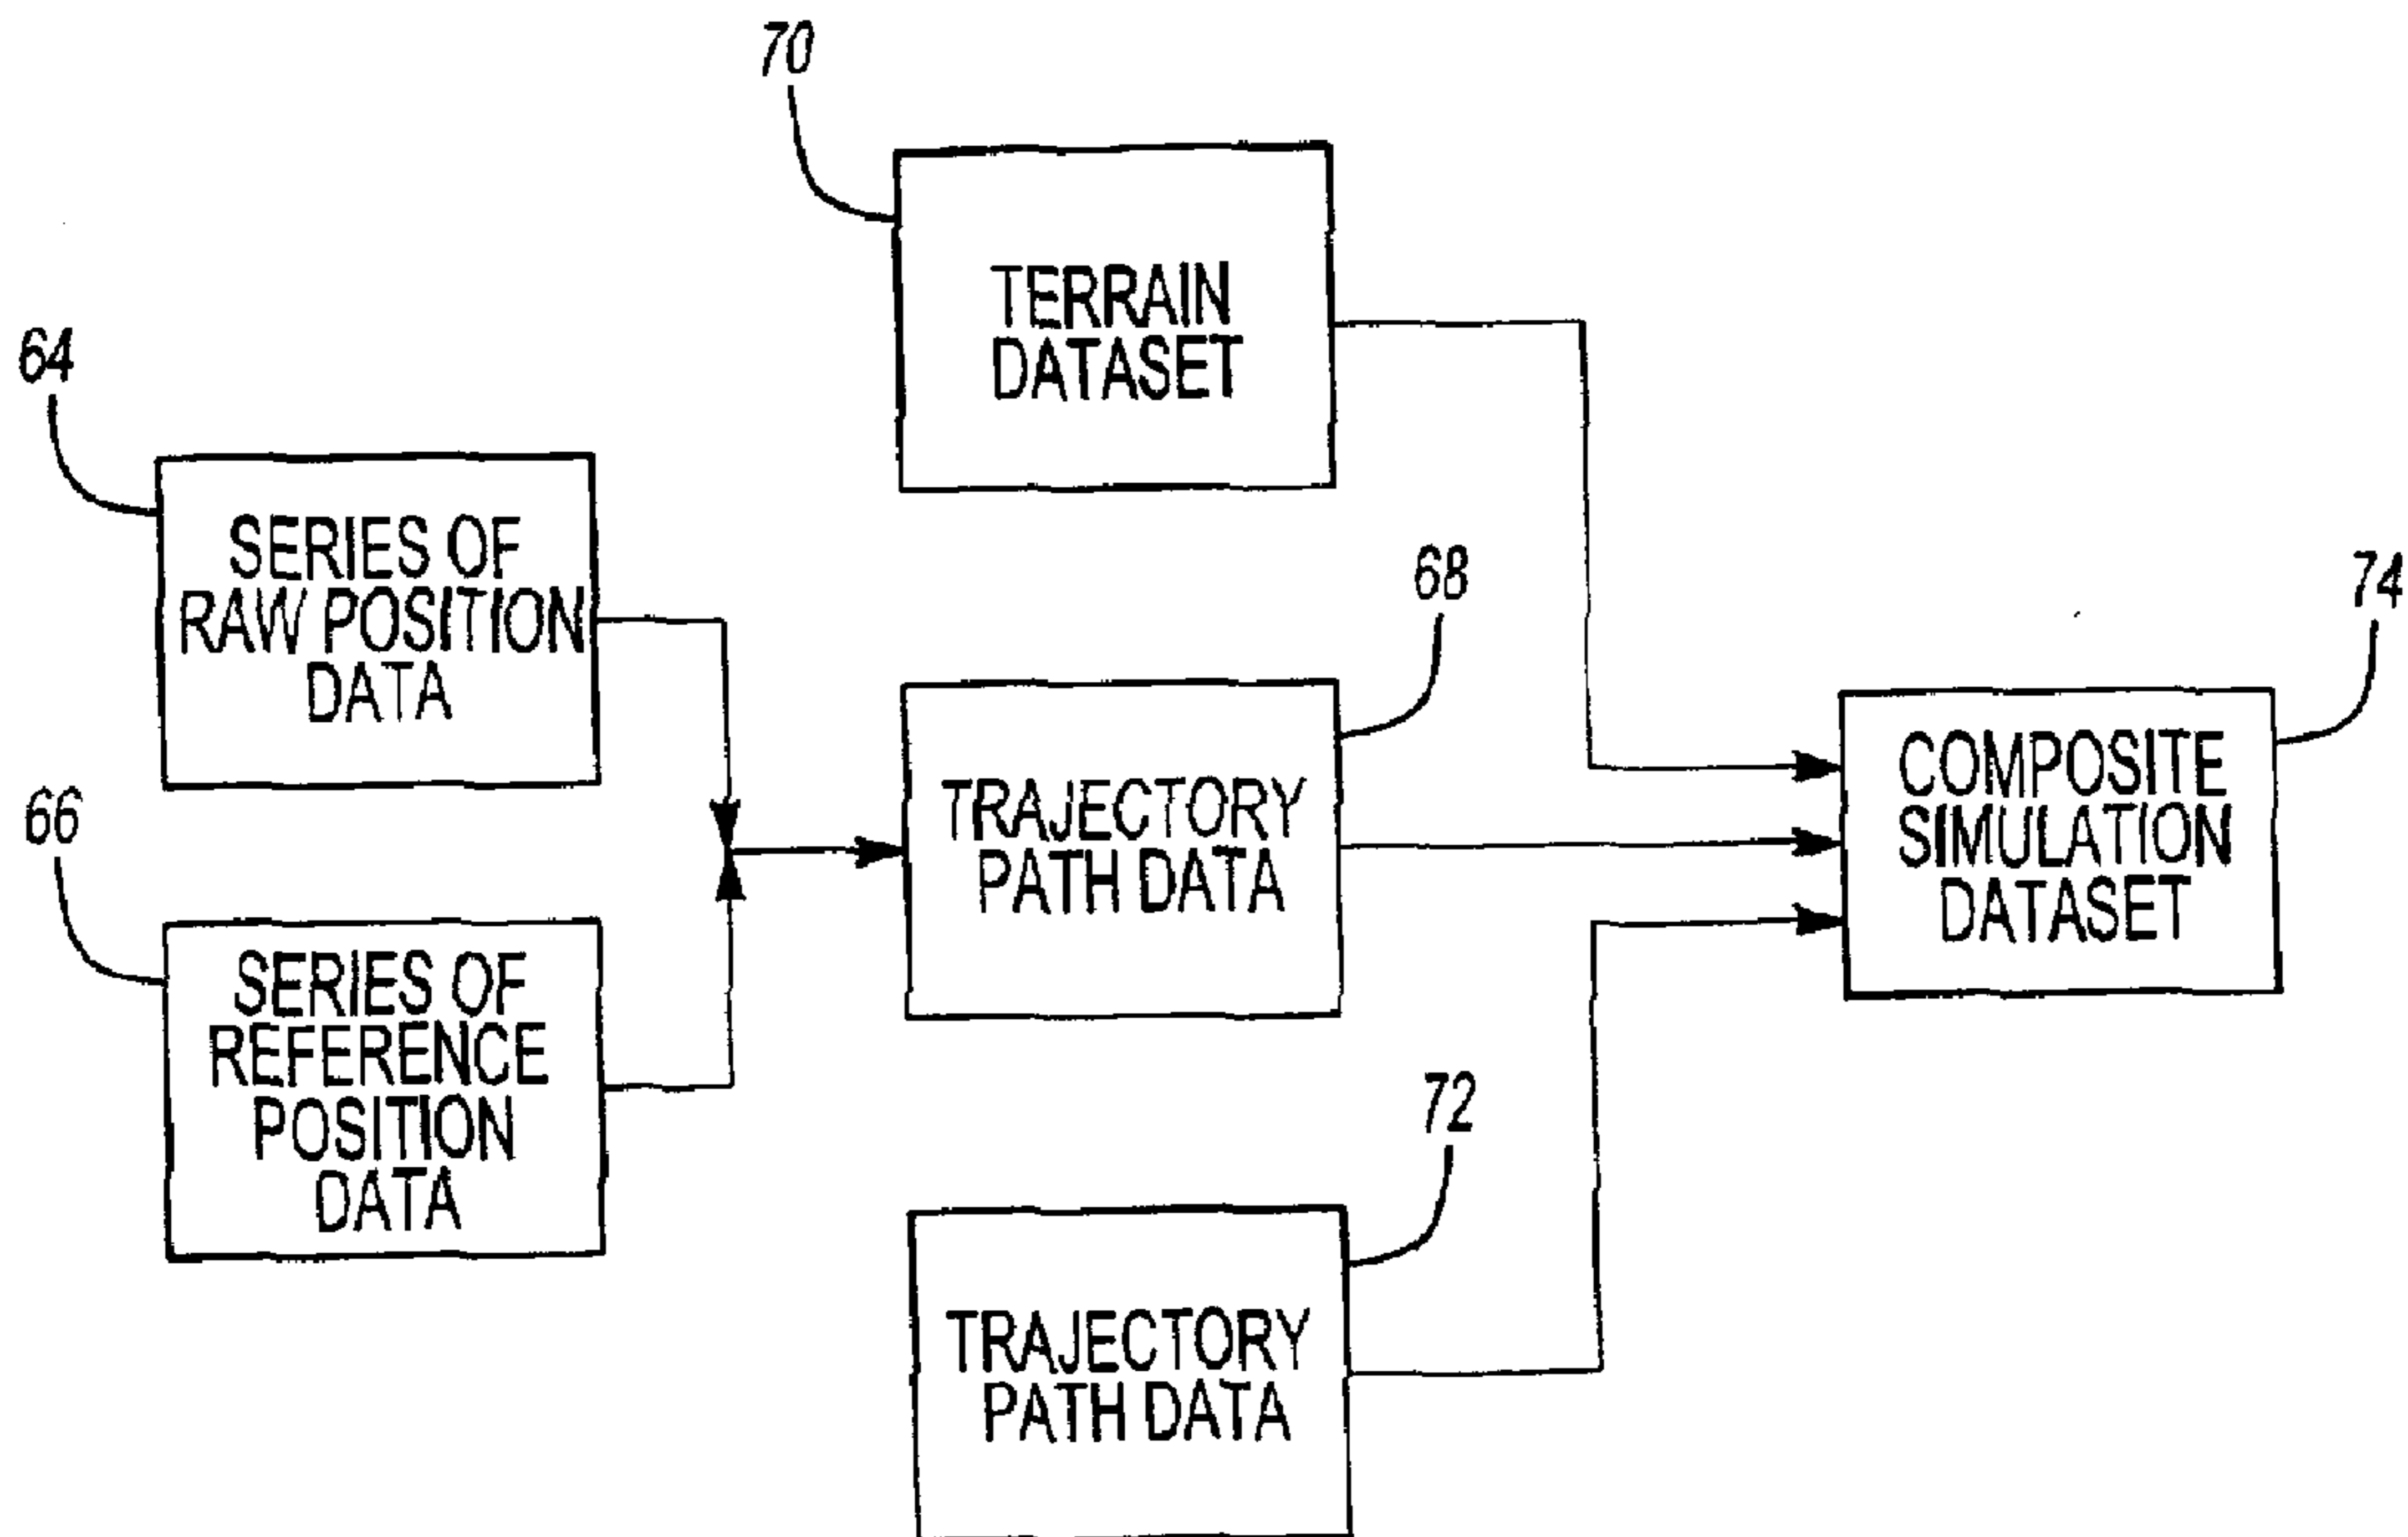 70
TERRAIN
DATASET
64
SERIES OF
RAW POSITION
DATA
68
TRAJECTORY
PATH DATA
74
COMPOSITE
SIMULATION
DATASET
66
SERIES OF
REFERENCE
POSITION
DATA
72
TRAJECTORY
PATH DATA